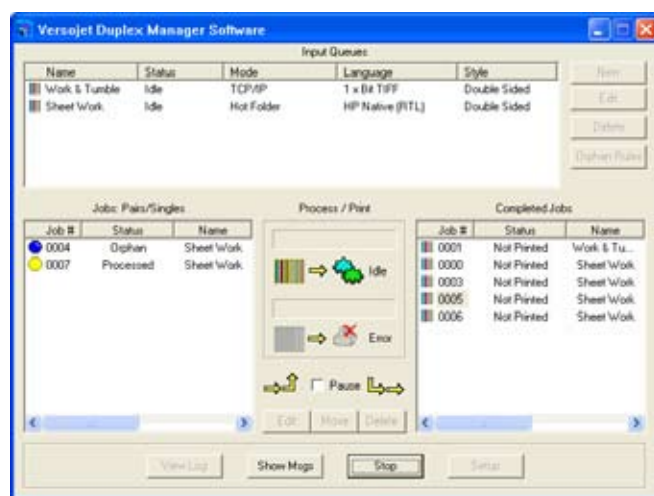 Versojet Duplex Manager Software
Input Queues
Name Status Mode Language Style
Work & Tumble Idle TCP/IP 1 x Bit TIFF Double Sided
Sheet Work Idle Hot Folder HP Native (RTL) Double Sided
New
Edit
Delete
Orphan Rules
Jobs: Pairs/Singles
Job # Status Name
0004 Orphan Sheet Work
0007 Processed Sheet Work
Process / Print
Idle
Error
Pause
Edit Move Delete
Completed Jobs
Job # Status Name
0001 Not Printed Work & Tu...
0000 Not Printed Sheet Work
0003 Not Printed Sheet Work
0005 Not Printed Sheet Work
0006 Not Printed Sheet Work
View Log Show Msgs Stop Setup